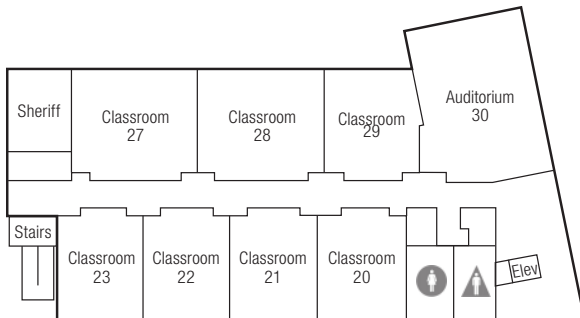 Sheriff
Classroom
27
Classroom
28
Classroom
29
Auditorium
30
Stairs
Classroom
23
Classroom
22
Classroom
21
Classroom
20
Elev